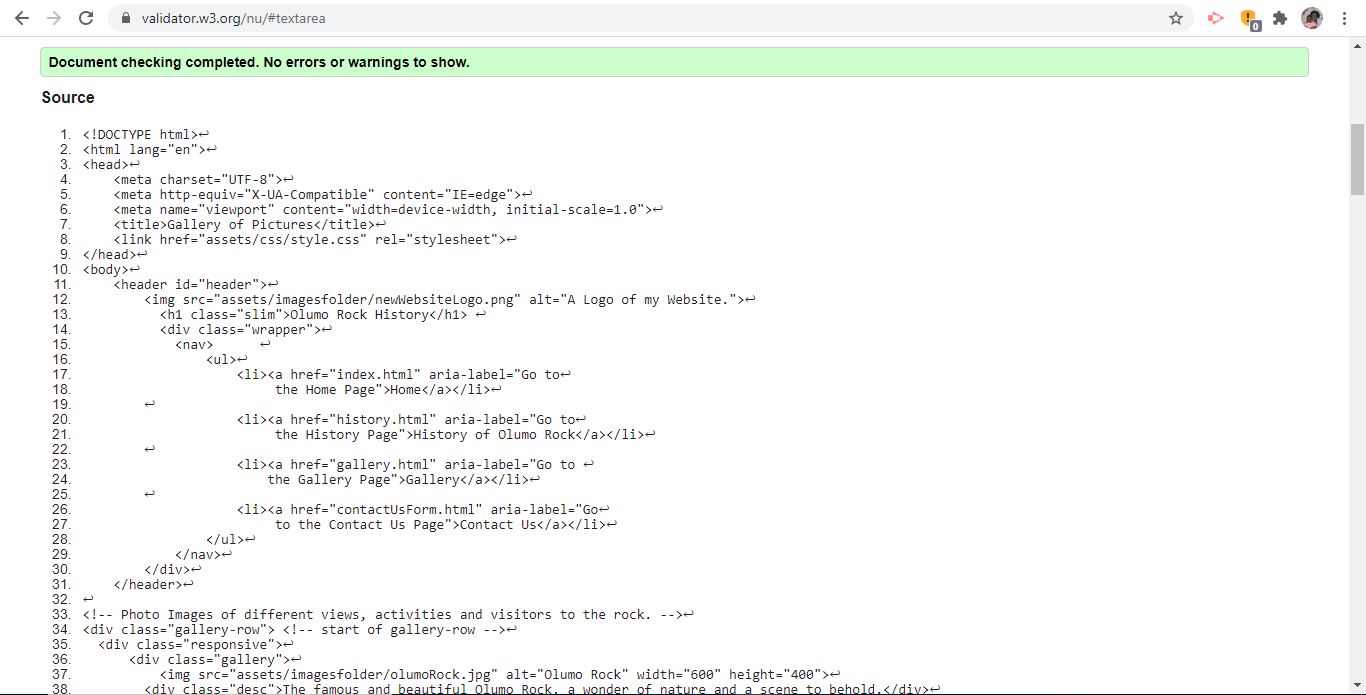 validator.w3.org/nu/#textarea
0
Document checking completed. No errors or warnings to show.
Source
1. <!DOCTYPE html>↩
2. <html lang="en">↩
3. <head>↩
4.     <meta charset="UTF-8">↩
5.     <meta http-equiv="X-UA-Compatible" content="IE=edge">↩
6.     <meta name="viewport" content="width=device-width, initial-scale=1.0">↩
7.     <title>Gallery of Pictures</title>↩
8.     <link href="assets/css/style.css" rel="stylesheet">↩
9. </head>↩
10. <body>↩
11.     <header id="header">↩
12.         <img src="assets/imagesfolder/newWebsiteLogo.png" alt="A Logo of my Website.">↩
13.           <h1 class="slim">Olumo Rock History</h1> ↩
14.           <div class="wrapper">↩
15.             <nav>      ↩
16.                 <ul>↩
17.                     <li><a href="index.html" aria-label="Go to↩
18.                          the Home Page">Home</a></li>↩
19.         ↩
20.                     <li><a href="history.html" aria-label="Go to↩
21.                          the History Page">History of Olumo Rock</a></li>↩
22.         ↩
23.                     <li><a href="gallery.html" aria-label="Go to ↩
24.                         the Gallery Page">Gallery</a></li>↩
25.         ↩
26.                     <li><a href="contactUsForm.html" aria-label="Go↩
27.                          to the Contact Us Page">Contact Us</a></li>↩
28.                 </ul>↩
29.             </nav>↩
30.         </div>↩
31.     </header>↩
32. ↩
33. <!-- Photo Images of different views, activities and visitors to the rock. -->↩
34. <div class="gallery-row"> <!-- start of gallery-row -->↩
35.   <div class="responsive">↩
36.       <div class="gallery">↩
37.           <img src="assets/imagesfolder/olumoRock.jpg" alt="Olumo Rock" width="600" height="400">↩
38.         <div class="desc">The famous and beautiful Olumo Rock, a wonder of nature and a scene to behold.</div>↩